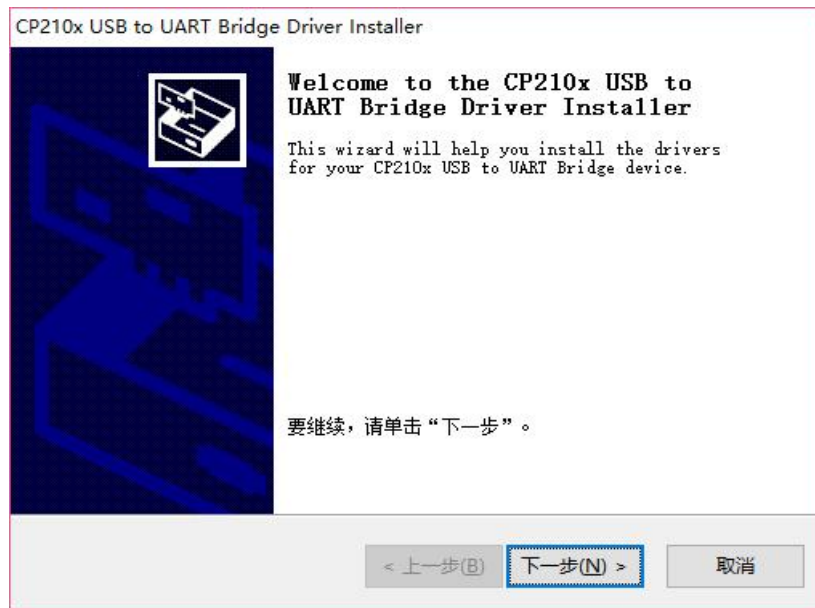 CP210x USB to UART Bridge Driver Installer
Welcome to the CP210x USB to
UART Bridge Driver Installer
This wizard will help you install the drivers
for your CP210x USB to UART Bridge device.
要继续，请单击“下一步”。
< 上一步(B)
下一步(N) >
取消